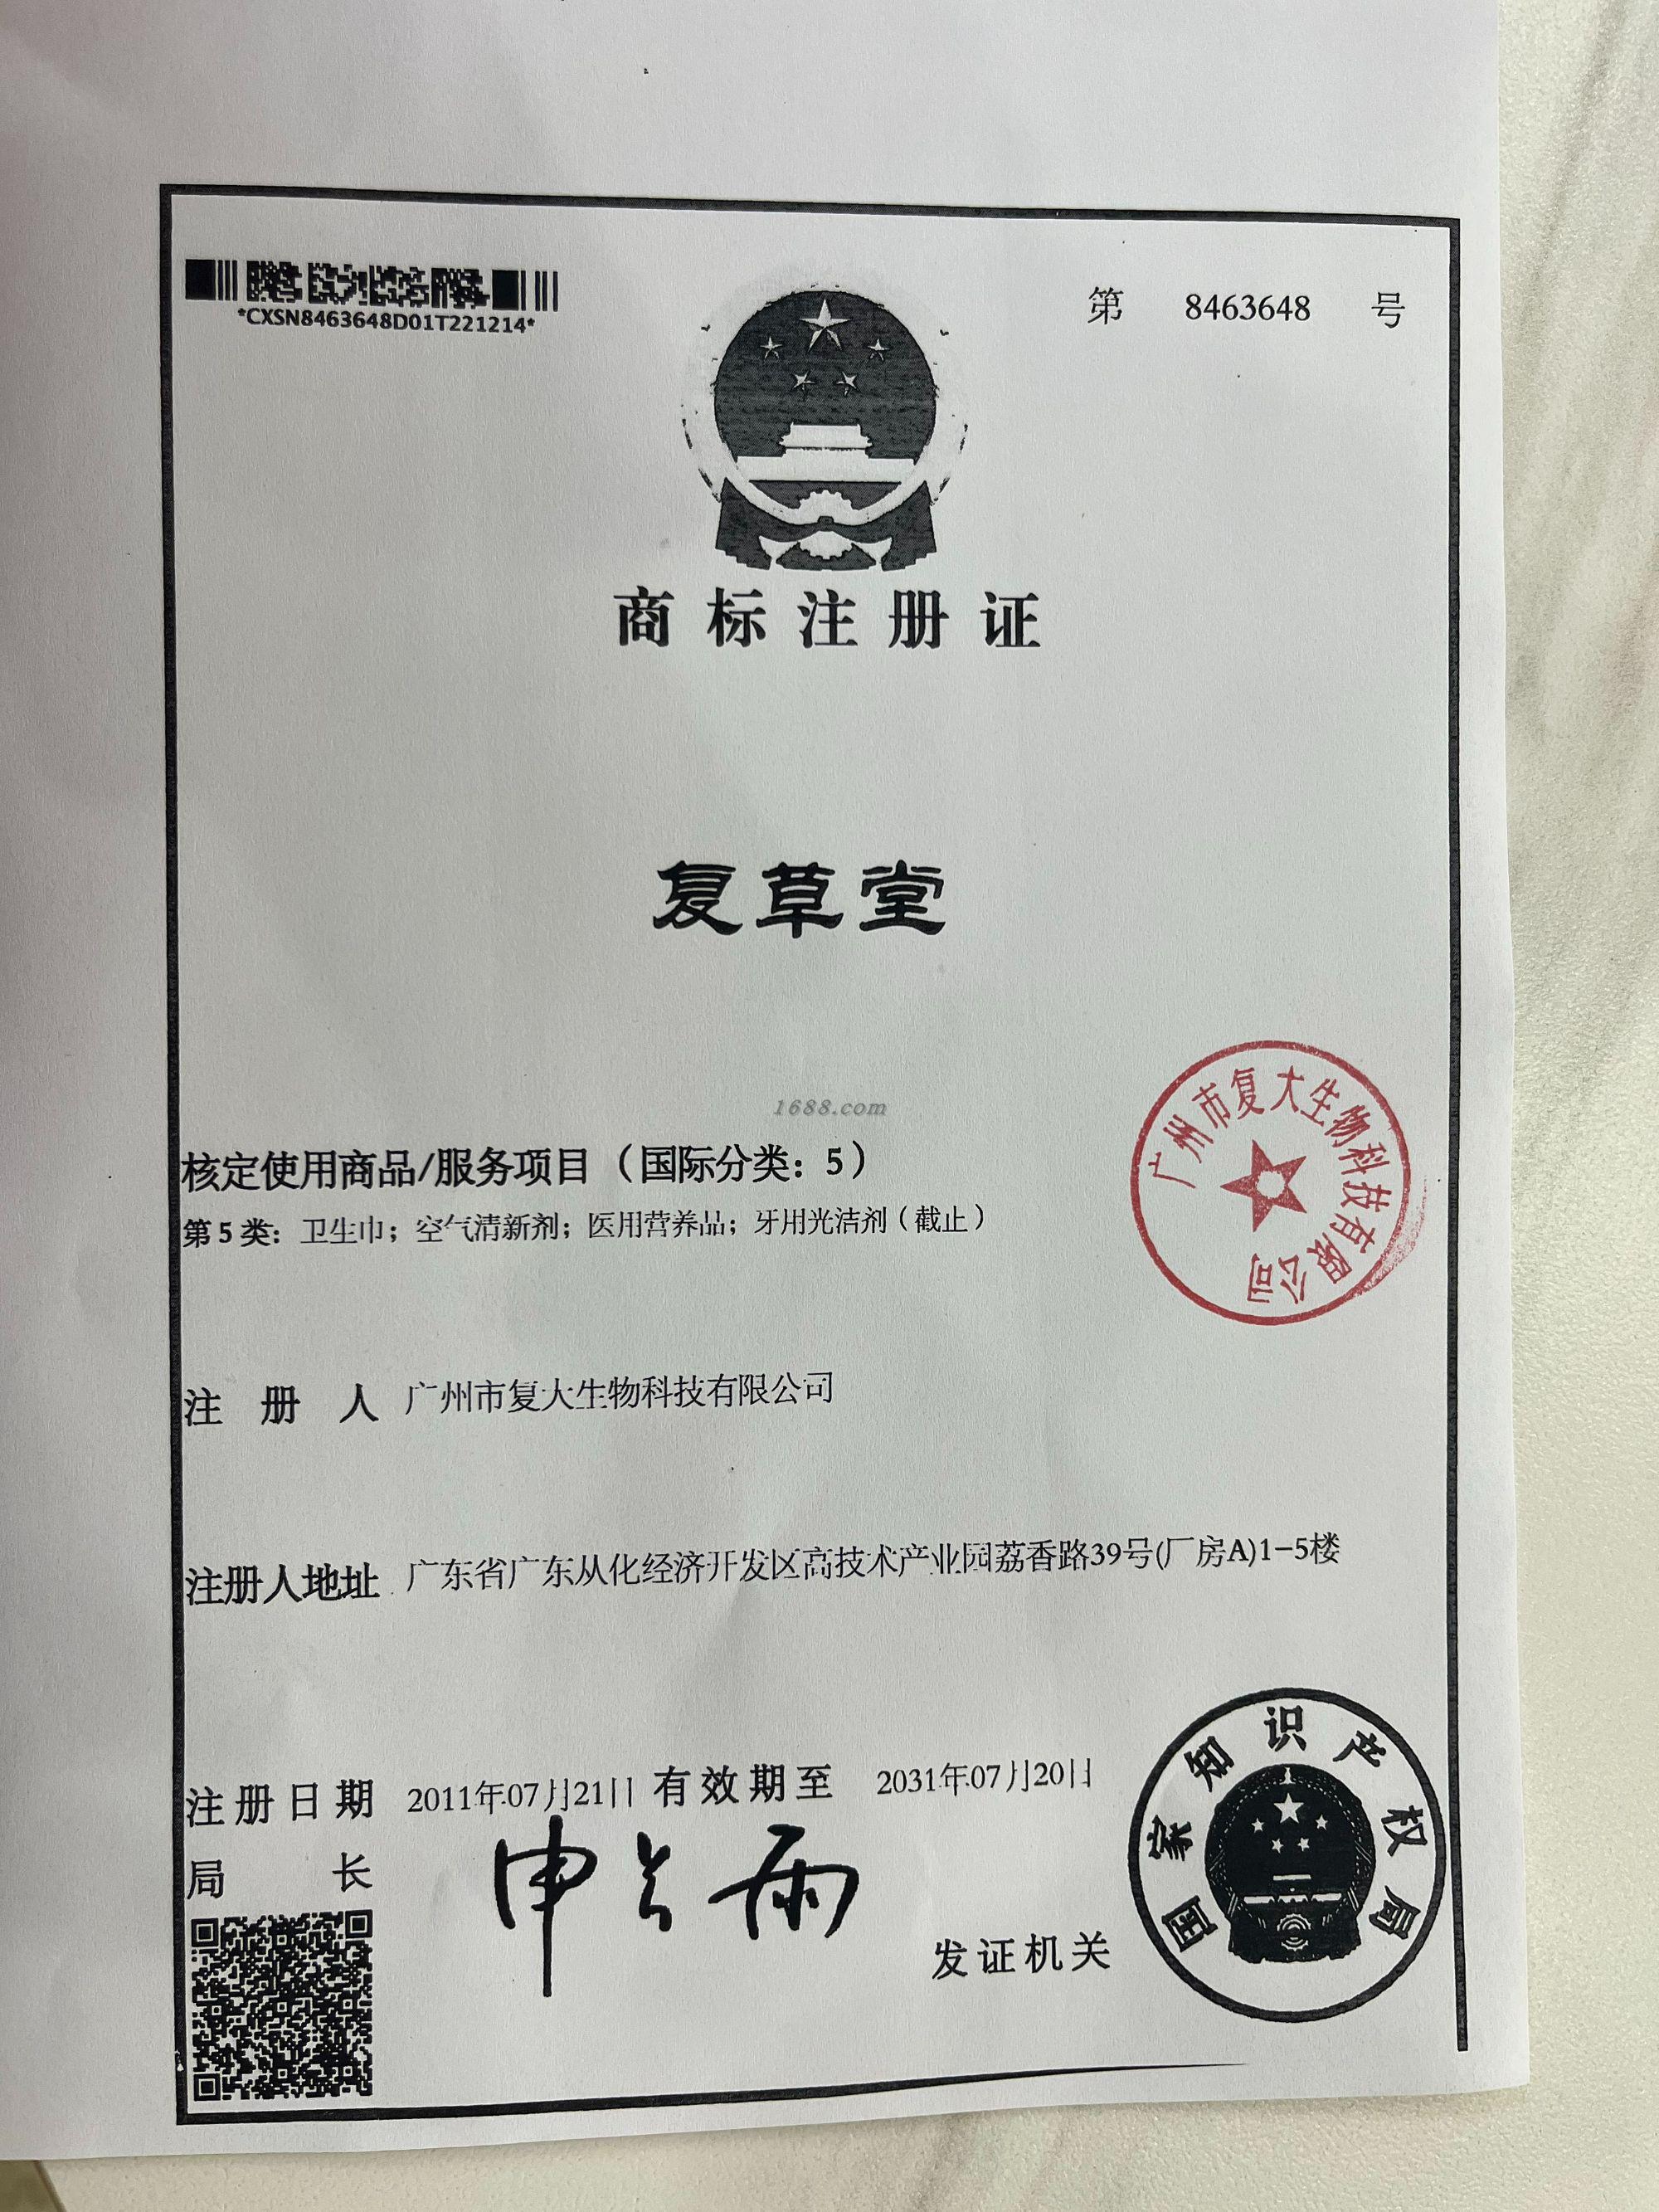 *CXSN8463648D01T221214*
第 8463648 号
商标注册证
复草堂
1688.com
核定使用商品/服务项目（国际分类：5）
第5类：卫生巾；空气清新剂；医用营养品；牙用光洁剂（截止）
广州市复大生物科技有限公司
注册人 广州市复大生物科技有限公司
注册人地址 广东省广东从化经济开发区高技术产业园荔香路39号(厂房A)1-5楼
注册日期 2011年07月21日 有效期至 2031年07月20日
局长 申长雨
发证机关
国家知识产权局